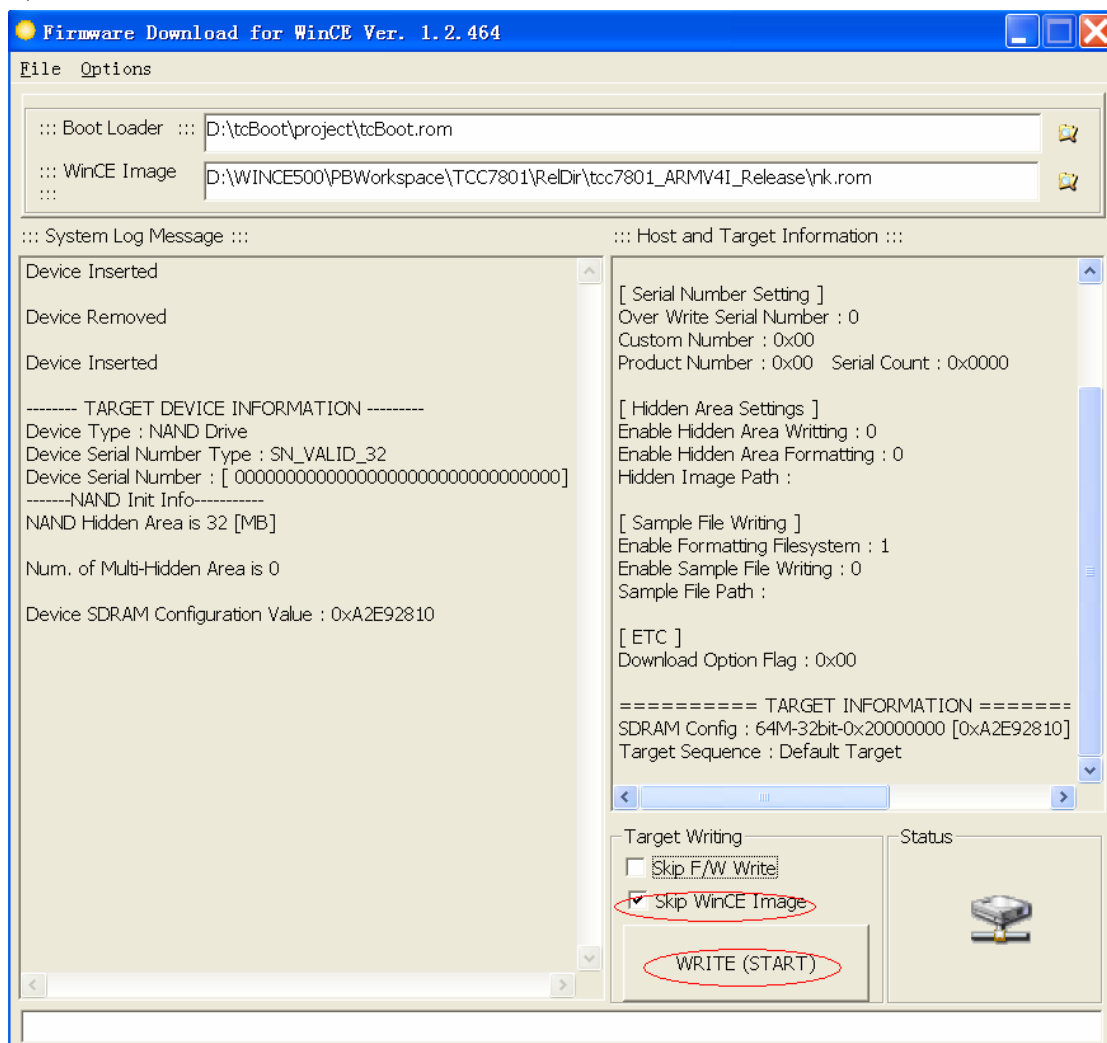 Firmware Download for WinCE Ver. 1.2.464
File Options
::: Boot Loader ::: D:\tcBoot\project\tcBoot.rom
::: WinCE Image ::: D:\WINCE500\PBWorkspace\TCC7801\RelDir\tcc7801_ARMV4I_Release\nk.rom
::: System Log Message :::
Device Inserted
Device Removed
Device Inserted
-------- TARGET DEVICE INFORMATION ---------
Device Type : NAND Drive
Device Serial Number Type : SN_VALID_32
Device Serial Number : [ 00000000000000000000000000000000]
-------NAND Init Info-----------
NAND Hidden Area is 32 [MB]
Num. of Multi-Hidden Area is 0
Device SDRAM Configuration Value : 0xA2E92810
::: Host and Target Information :::
[ Serial Number Setting ]
Over Write Serial Number : 0
Custom Number : 0x00
Product Number : 0x00 Serial Count : 0x0000
[ Hidden Area Settings ]
Enable Hidden Area Writting : 0
Enable Hidden Area Formatting : 0
Hidden Image Path :
[ Sample File Writing ]
Enable Formatting Filesystem : 1
Enable Sample File Writing : 0
Sample File Path :
[ ETC ]
Download Option Flag : 0x00
========== TARGET INFORMATION =======
SDRAM Config : 64M-32bit-0x20000000 [0xA2E92810]
Target Sequence : Default Target
Target Writing
Skip F/W Write
Skip WinCE Image
WRITE (START)
Status